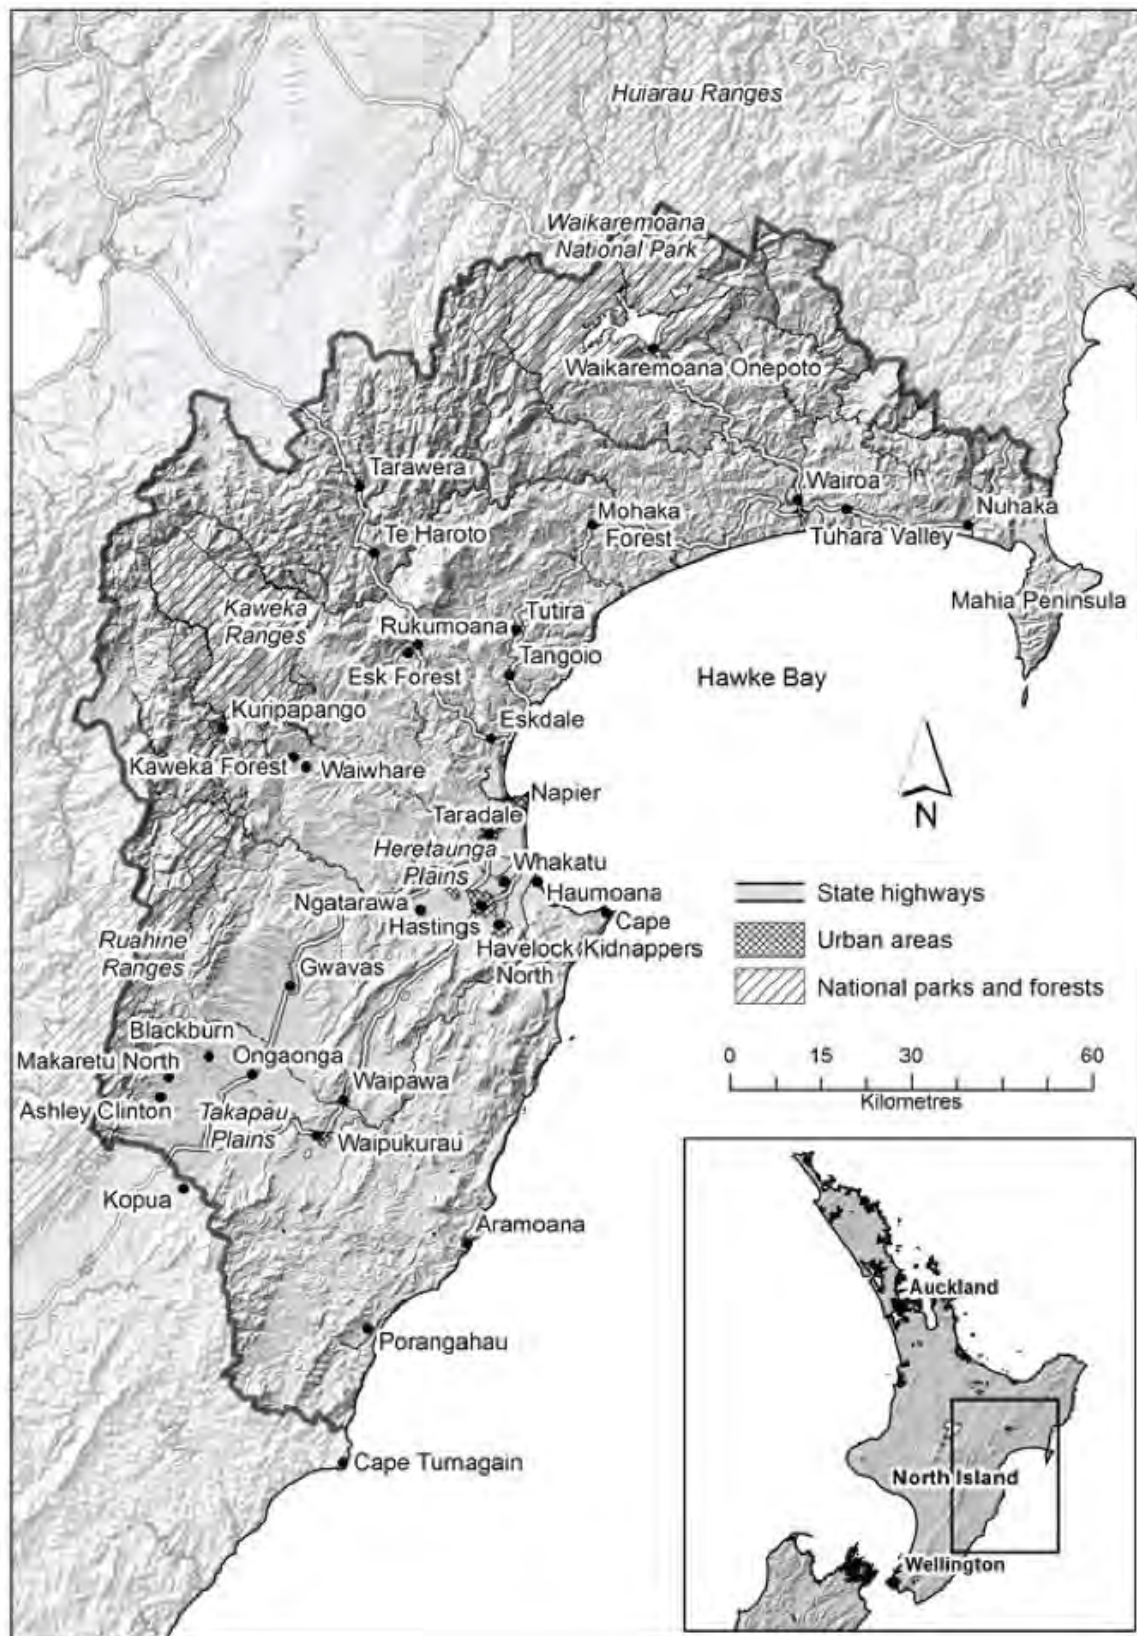 Huiarau Ranges
Waikaremoana
National Park
Waikaremoana Onepoto
Tarawera
Wairoa
Nuhaka
Mohaka
Forest
Tuhara Valley
Te Haroto
Mahia Peninsula
Kaweka
Ranges
Rukumoana
Tutira
Tangoio
Esk Forest
Hawke Bay
Kuripapango
Eskdale
Kaweka Forest
Waiwhare
Napier
Taradale
N
Heretaunga
Plains
Whakatu
Haumoana
Ngatarawa
Hastings
Cape
Kidnappers
Havelock
North
State highways
Urban areas
National parks and forests
Ruahine
Ranges
Gwavas
Blackburn
Makaretu North
Ongaonga
Waipawa
Ashley Clinton
Takapau
Plains
Waipukurau
0 15 30 60
Kilometres
Kopua
Aramoana
Porangahau
Cape Turnagain
Auckland
North Island
Wellington